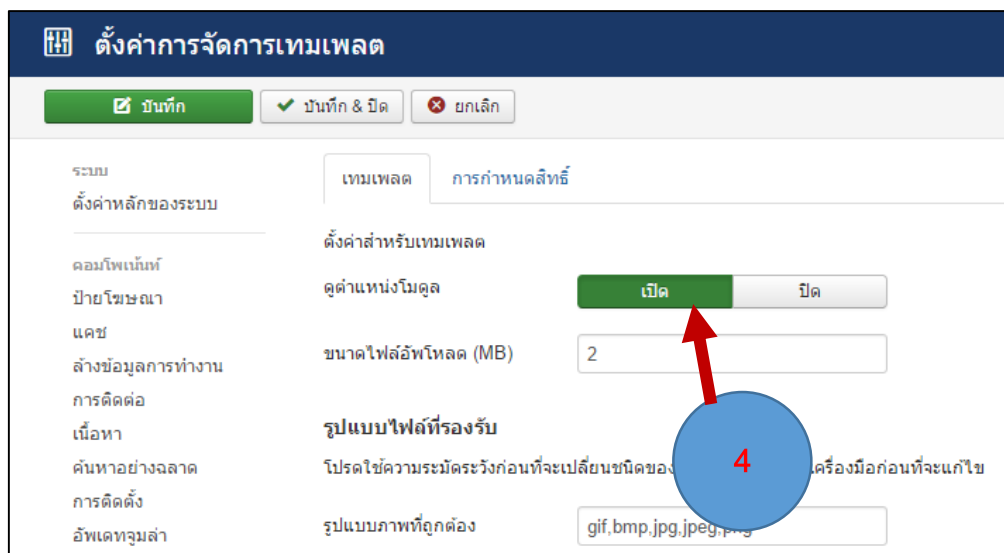 ตั้งค่าการจัดการเทมเพลต
บันทึก
บันทึก & ปิด
ยกเลิก
ระบบ
ตั้งค่าหลักของระบบ
คอมโพเน้นท์
ป้ายโฆษณา
แคช
ล้างข้อมูลการทำงาน
การติดต่อ
เนื้อหา
ค้นหาอย่างฉลาด
การติดตั้ง
อัพเดทจูมล่า
เทมเพลต
การกำหนดสิทธิ์
ตั้งค่าสำหรับเทมเพลต
ดูตำแหน่งโมดูล
เปิด
ปิด
ขนาดไฟล์อัพโหลด (MB)
2
รูปแบบไฟล์ที่รองรับ
โปรดใช้ความระมัดระวังก่อนที่จะเปลี่ยนชนิดของ เครื่องมือก่อนที่จะแก้ไข
4
รูปแบบภาพที่ถูกต้อง
gif,bmp,jpg,jpeg,png